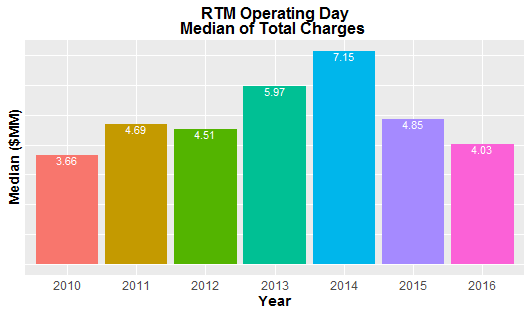 RTM Operating Day
Median of Total Charges
Median ($MM)
3.66
4.69
4.51
5.97
7.15
4.85
4.03
2010 2011 2012 2013 2014 2015 2016
Year